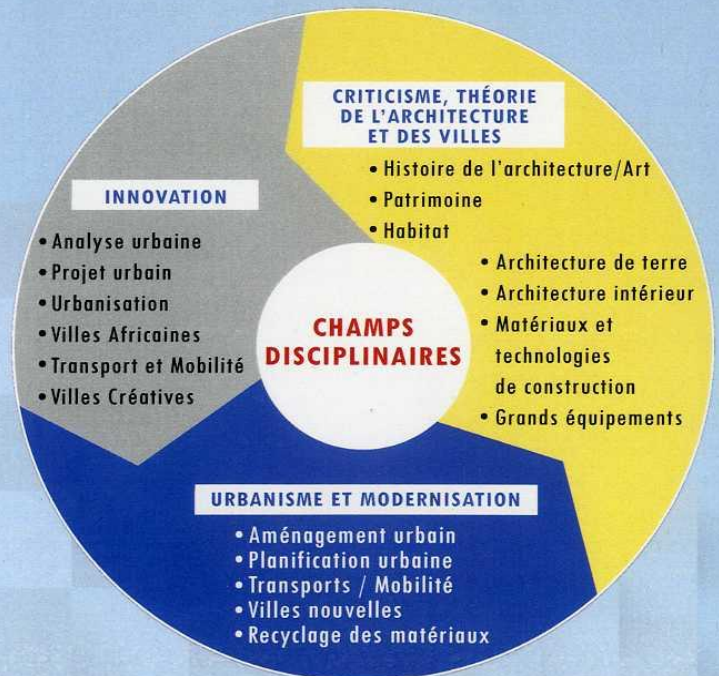 CRITICISME, THÉORIE
DE L'ARCHITECTURE
ET DES VILLES
• Histoire de l'architecture/Art
• Patrimoine
• Habitat
• Architecture de terre
• Architecture intérieur
• Matériaux et
technologies
de construction
• Grands équipements
INNOVATION
• Analyse urbaine
• Projet urbain
• Urbanisation
• Villes Africaines
• Transport et Mobilité
• Villes Créatives
CHAMPS
DISCIPLINAIRES
URBANISME ET MODERNISATION
• Aménagement urbain
• Planification urbaine
• Transports / Mobilité
• Villes nouvelles
• Recyclage des matériaux